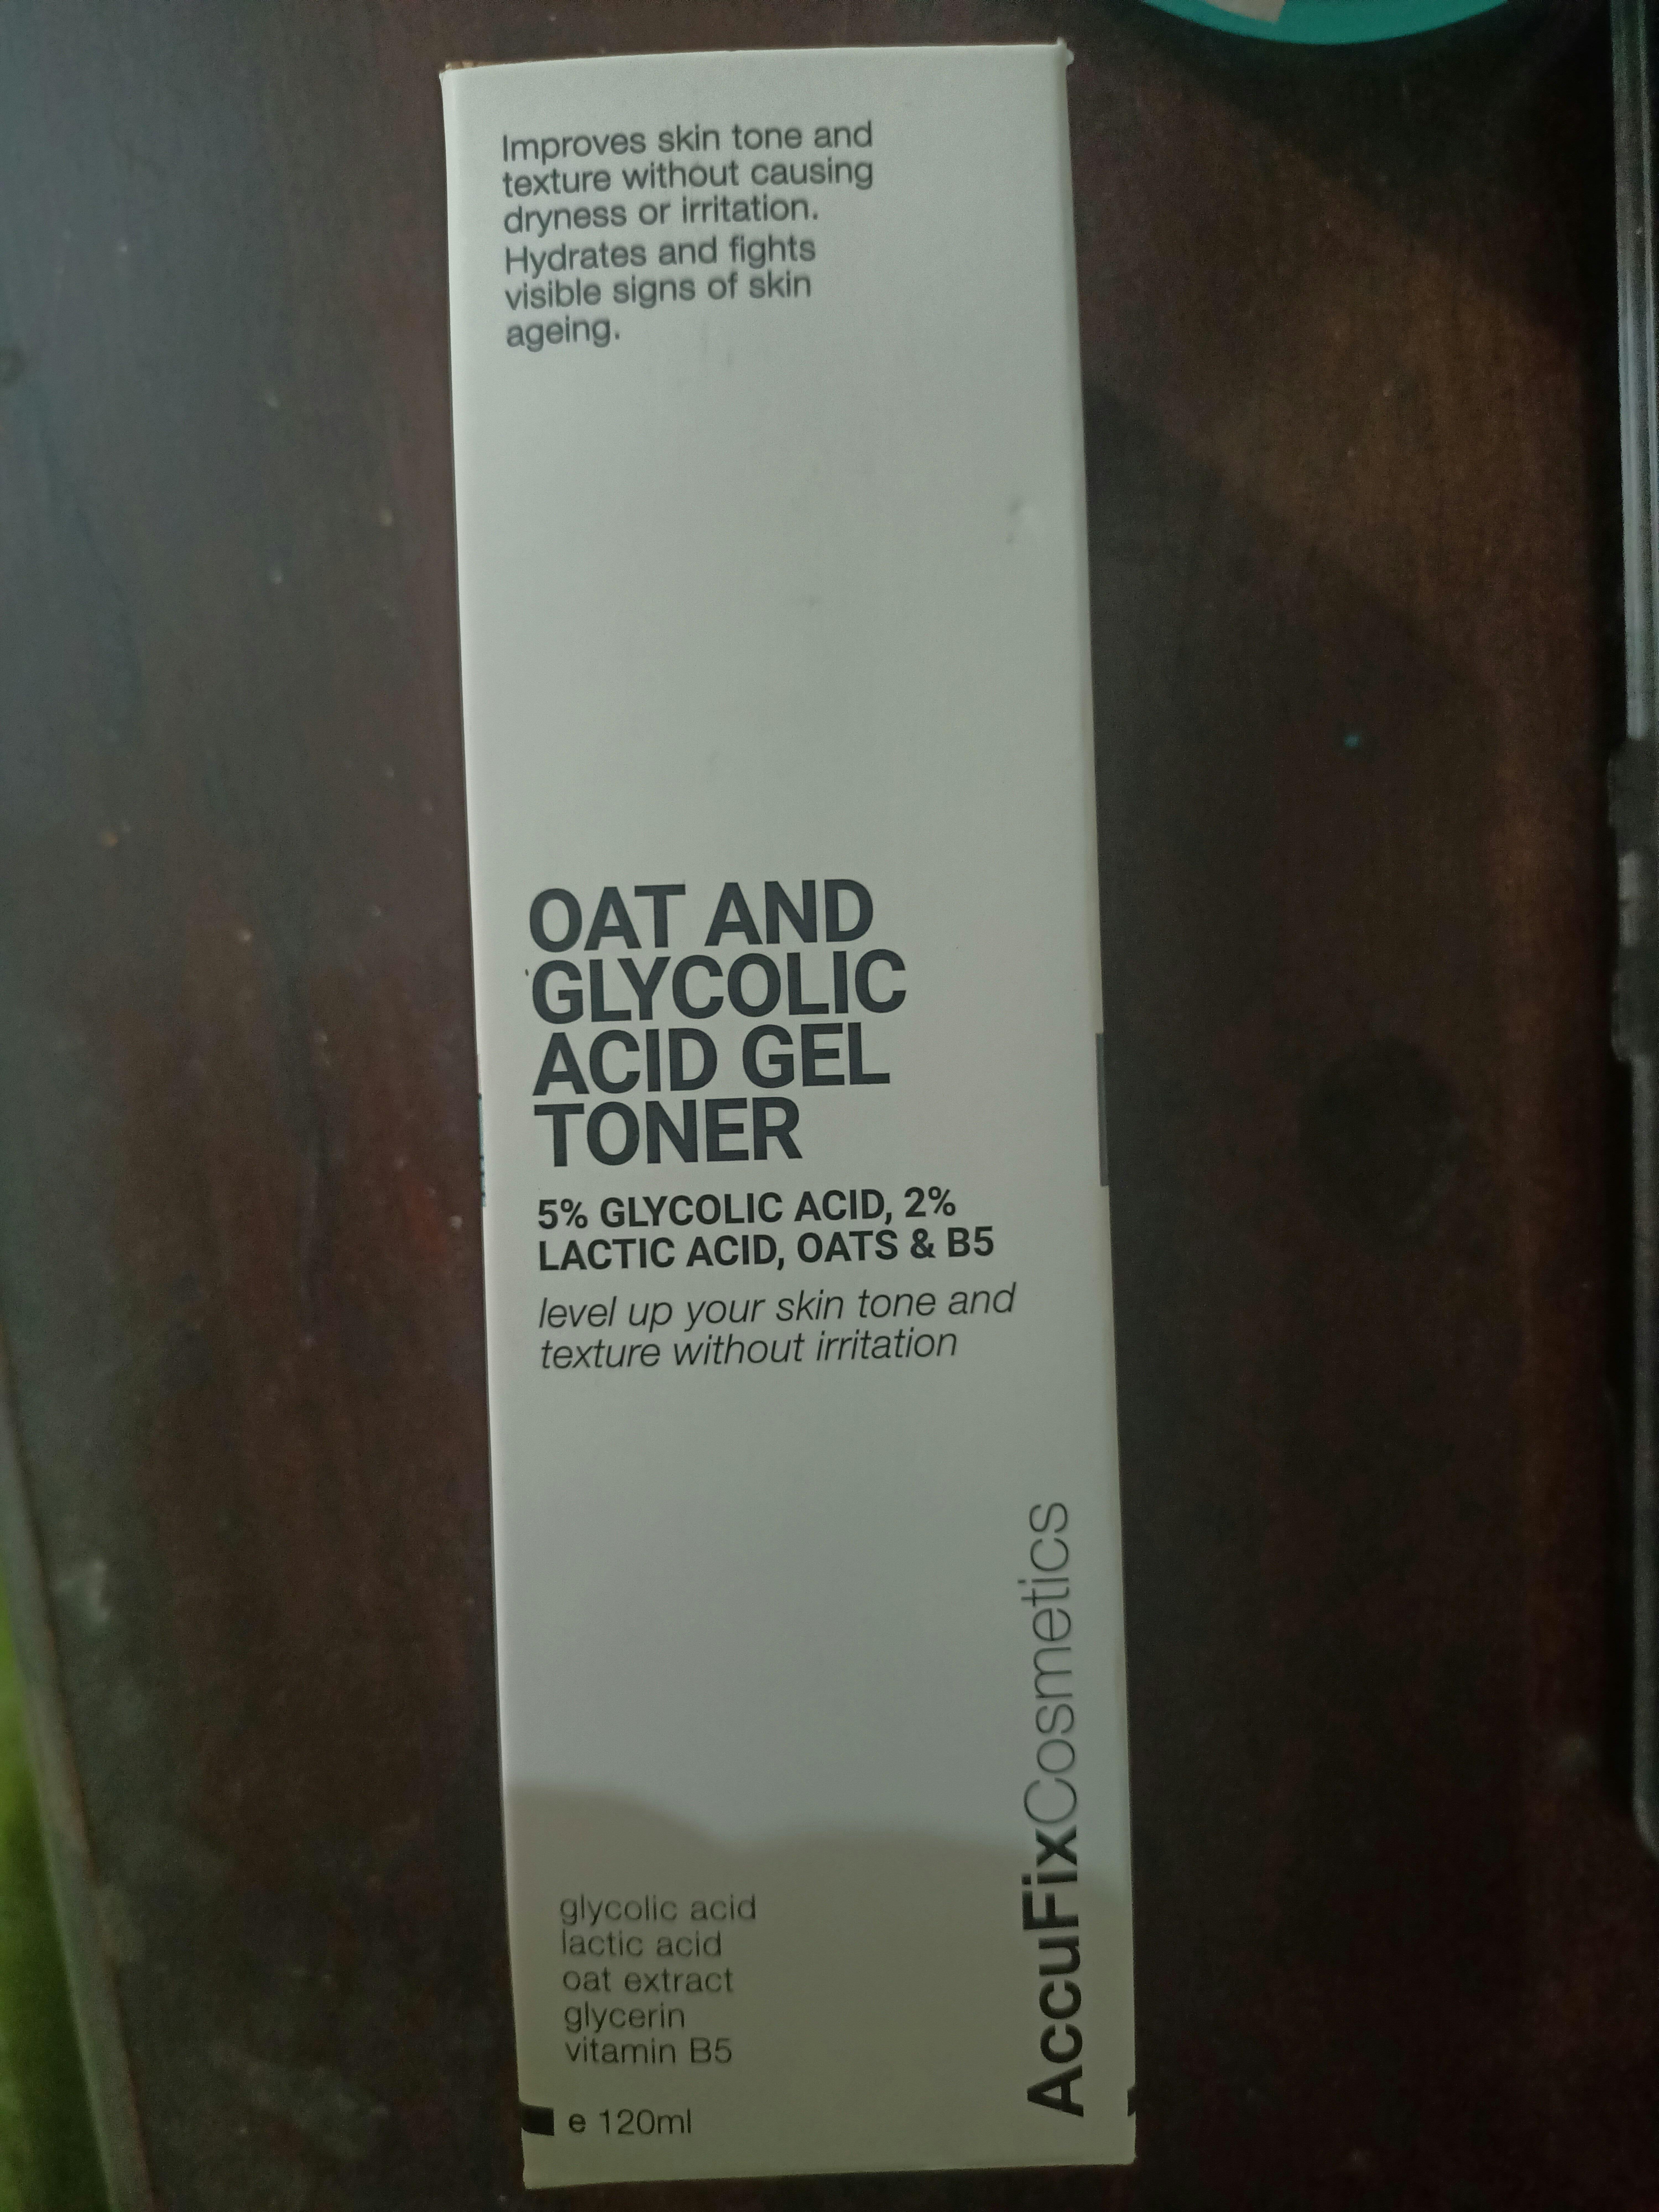 Improves skin tone and
texture without causing
dryness or irritation.
Hydrates and fights
visible signs of skin
ageing.
OAT AND
GLYCOLIC
ACID GEL
TONER
5% GLYCOLIC ACID, 2%
LACTIC ACID, OATS & B5
level up your skin tone and
texture without irritation
AccuFixCosmetics
glycolic acid
lactic acid
oat extract
glycerin
vitamin B5
e 120ml